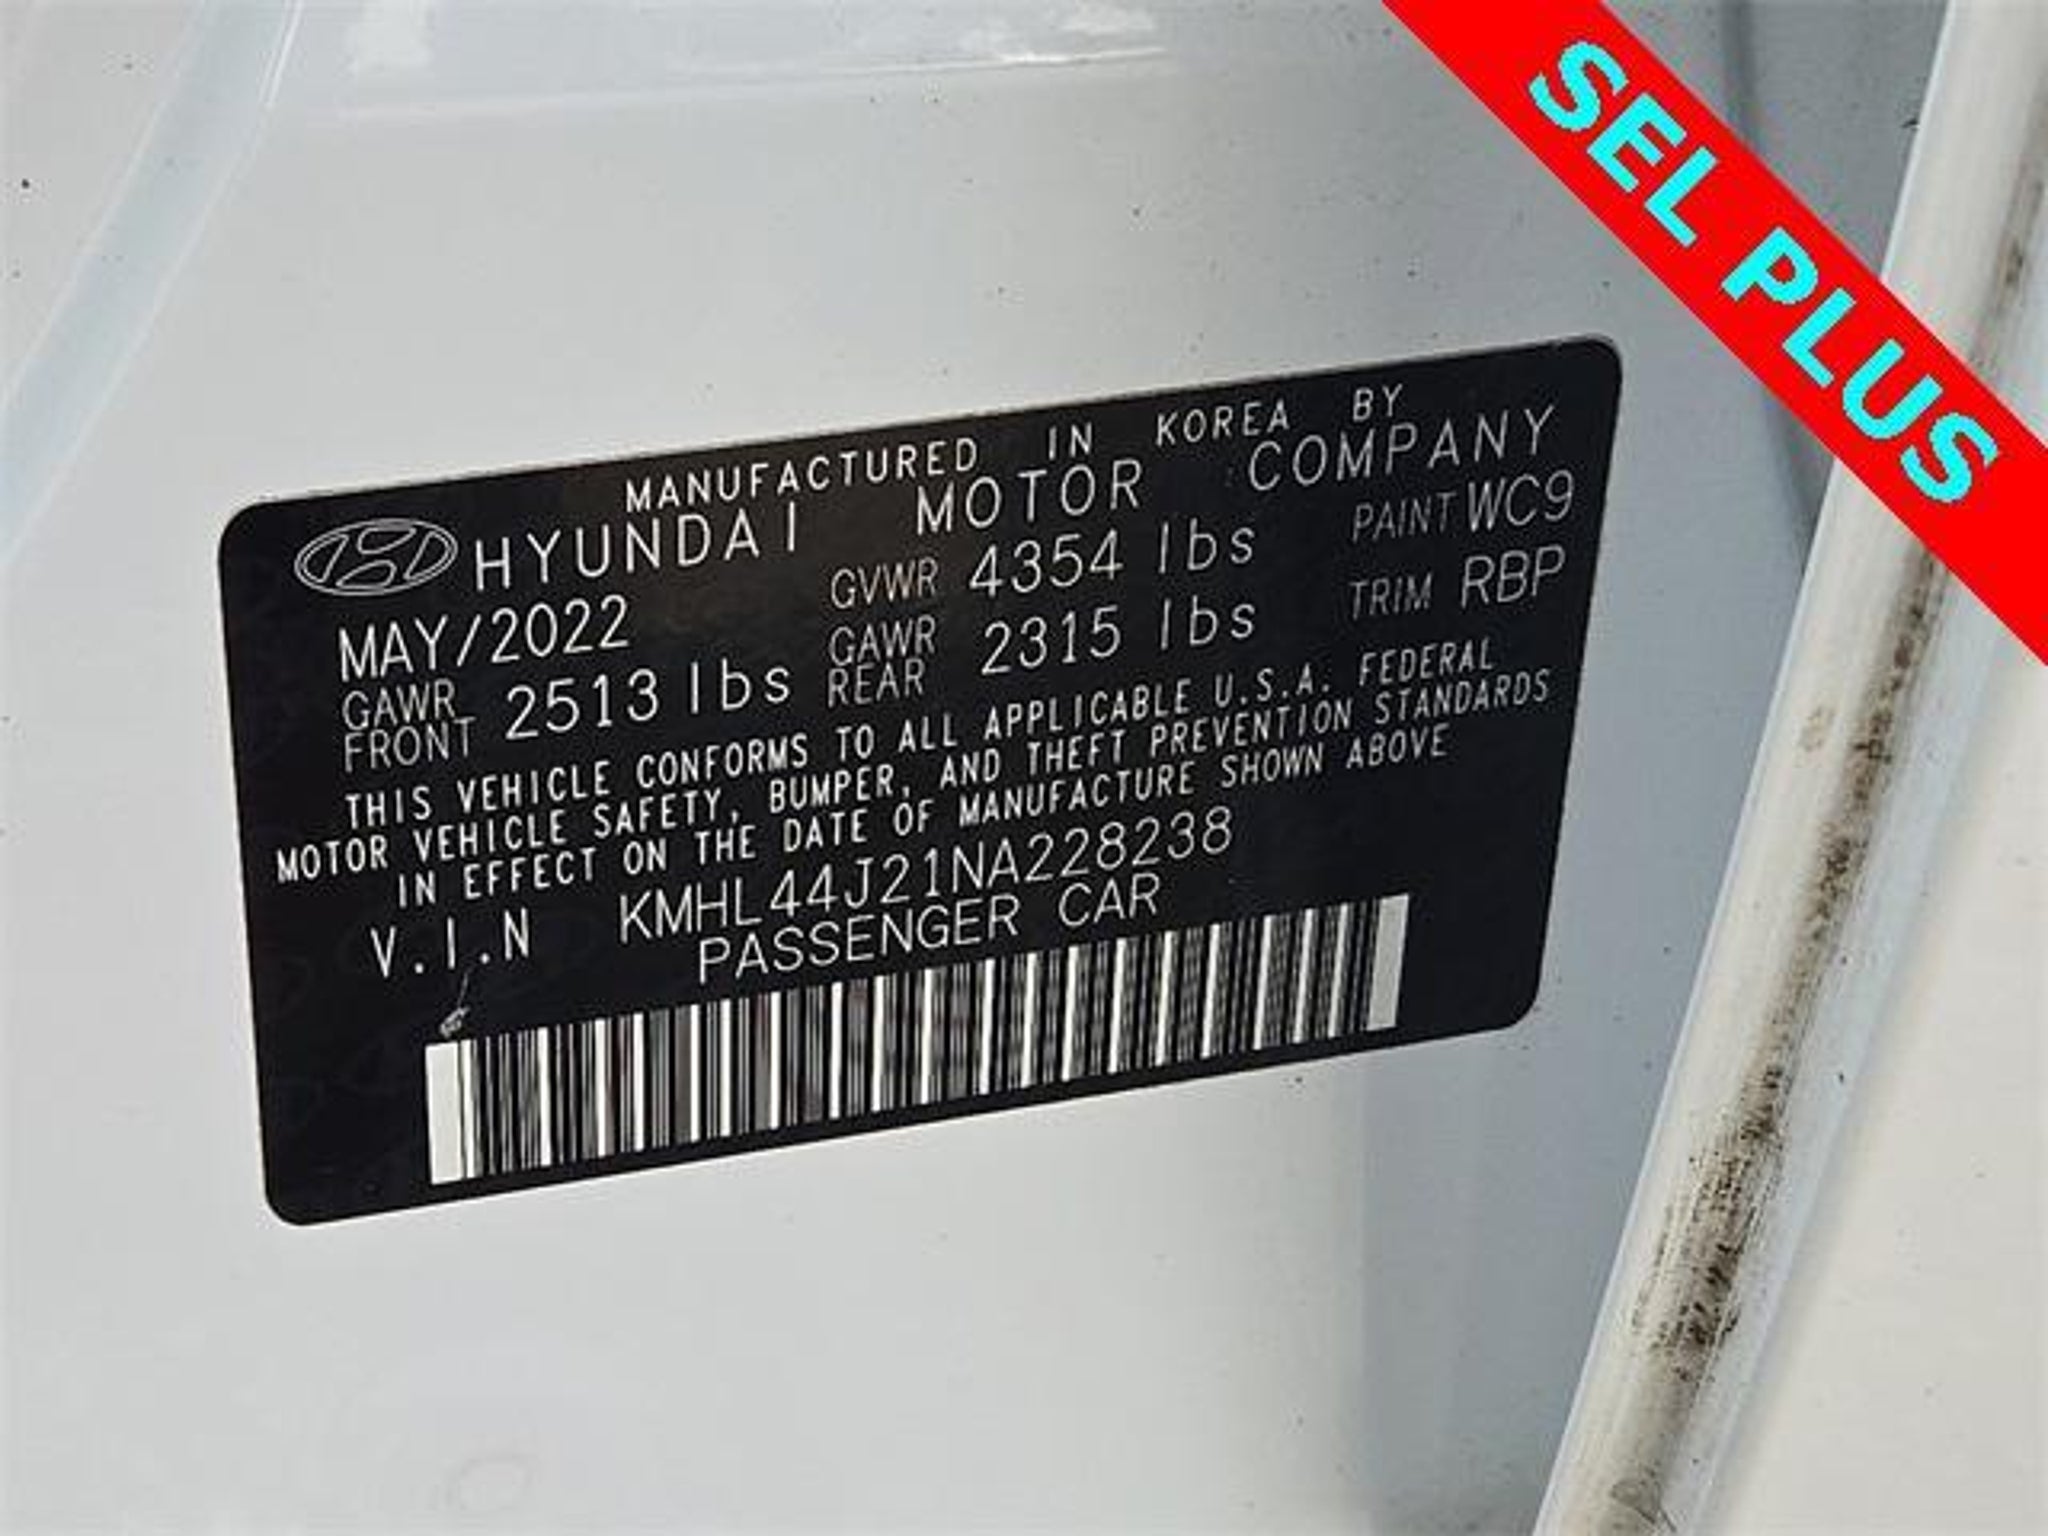 SEL PLUS
MANUFACTURED IN KOREA BY
HYUNDAI MOTOR COMPANY
MAY/2022 GVWR 4354 lbs PAINT WC9
GAWR FRONT 2513 lbs GAWR REAR 2315 lbs TRIM RBP
THIS VEHICLE CONFORMS TO ALL APPLICABLE U.S.A. FEDERAL
MOTOR VEHICLE SAFETY, BUMPER, AND THEFT PREVENTION STANDARDS
IN EFFECT ON THE DATE OF MANUFACTURE SHOWN ABOVE
V.I.N KMHL44J21NA228238
PASSENGER CAR